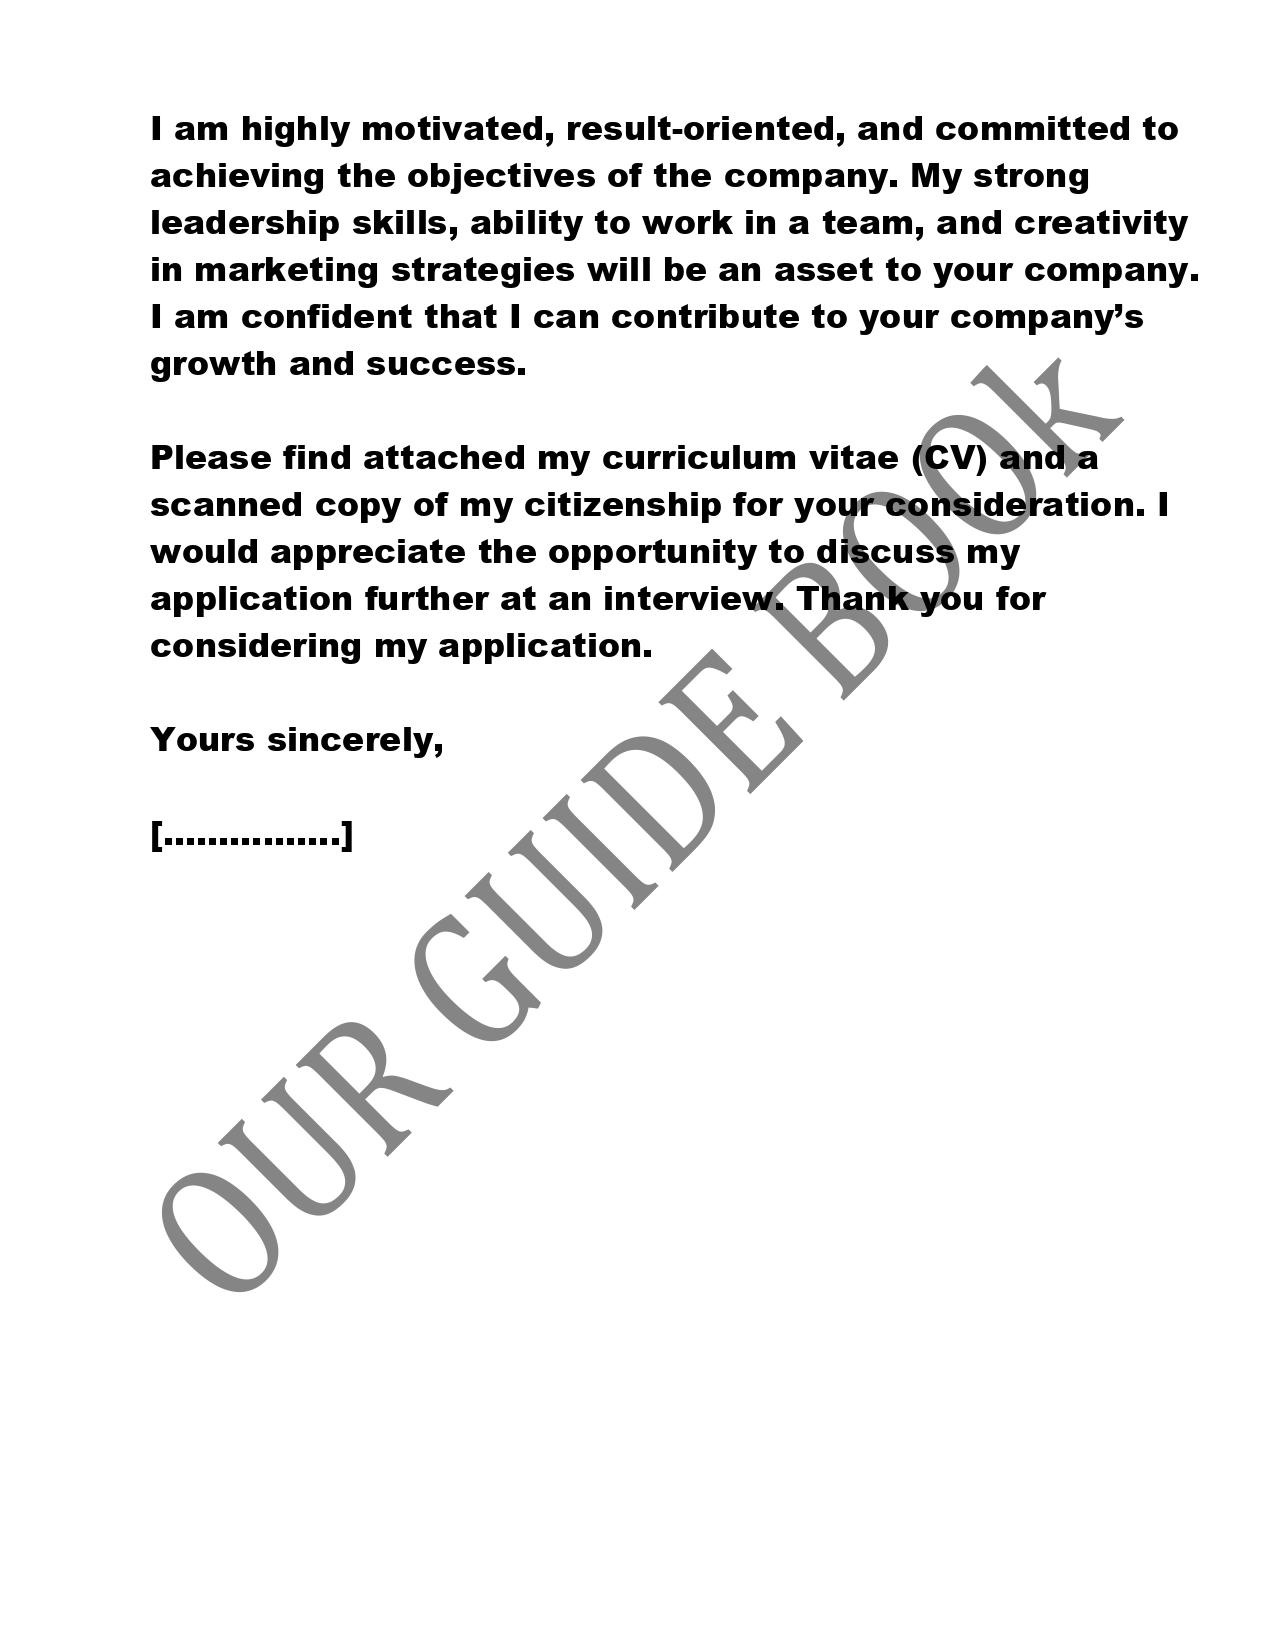 I am highly motivated, result-oriented, and committed to
achieving the objectives of the company. My strong
leadership skills, ability to work in a team, and creativity
in marketing strategies will be an asset to your company.
I am confident that I can contribute to your company’s
growth and success.
Please find attached my curriculum vitae (CV) and a
scanned copy of my citizenship for your consideration. I
would appreciate the opportunity to discuss my
application further at an interview. Thank you for
considering my application.
Yours sincerely,
[................]
OUR GUIDE BOOk